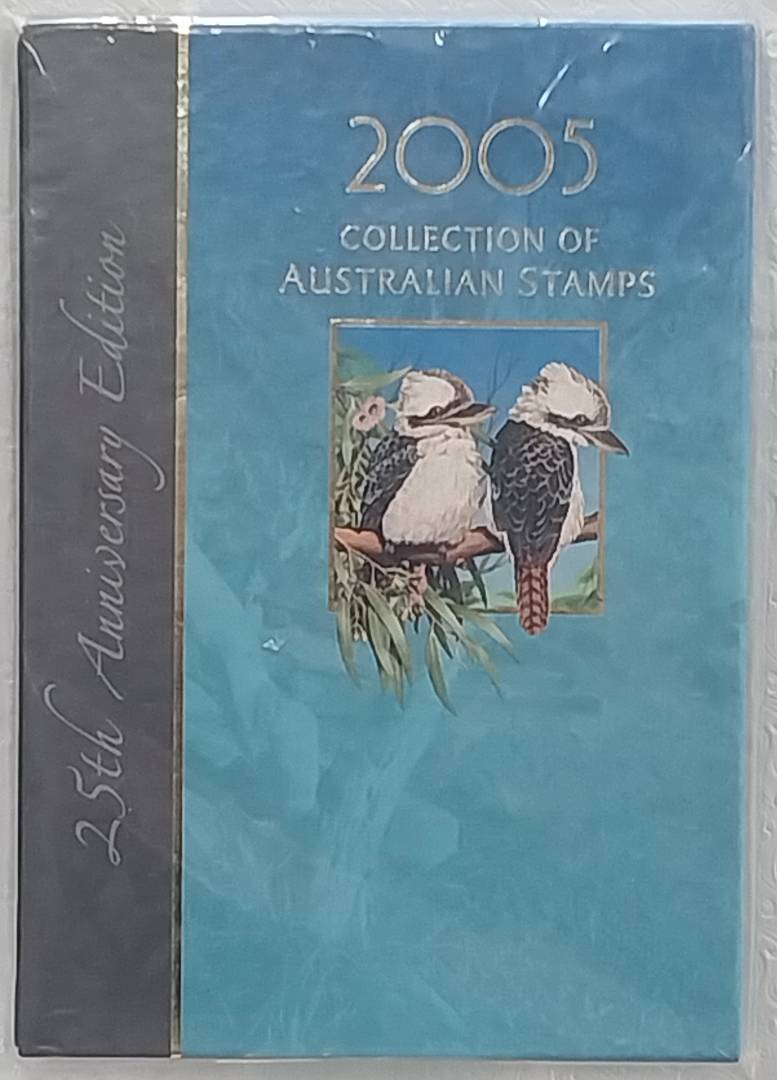 2005
COLLECTION OF
AUSTRALIAN STAMPS
25th Anniversary Edition